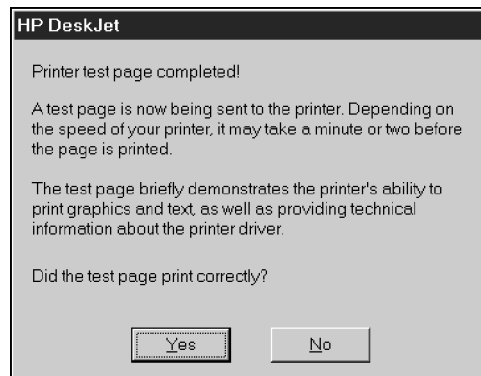 HP DeskJet
Printer test page completed!
A test page is now being sent to the printer. Depending on
the speed of your printer, it may take a minute or two before
the page is printed.
The test page briefly demonstrates the printer's ability to
print graphics and text, as well as providing technical
information about the printer driver.
Did the test page print correctly?
Yes
No